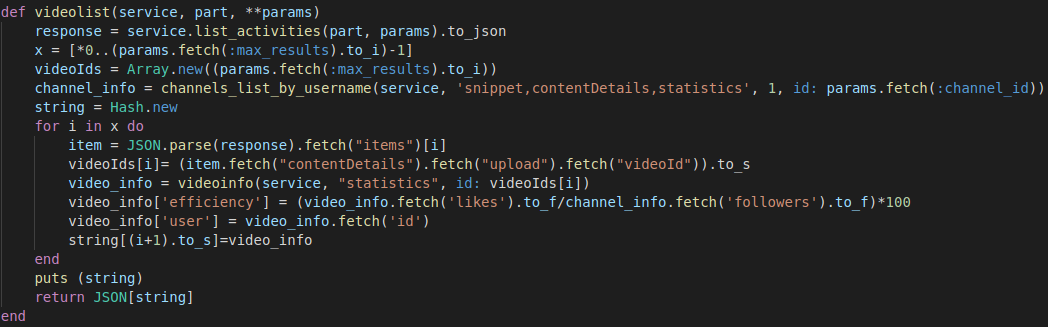 def videolist(service, part, **params)
    response = service.list_activities(part, params).to_json
    x = [*0..(params.fetch(:max_results).to_i)-1]
    videoIds = Array.new((params.fetch(:max_results).to_i))
    channel_info = channels_list_by_username(service, 'snippet,contentDetails,statistics', 1, id: params.fetch(:channel_id))
    string = Hash.new
    for i in x do
        item = JSON.parse(response).fetch("items")[i]
        videoIds[i]= (item.fetch("contentDetails").fetch("upload").fetch("videoId")).to_s
        video_info = videoinfo(service, "statistics", id: videoIds[i])
        video_info['efficiency'] = (video_info.fetch('likes').to_f/channel_info.fetch('followers').to_f)*100
        video_info['user'] = video_info.fetch('id')
        string[(i+1).to_s]=video_info
    end
    puts (string)
    return JSON[string]
end